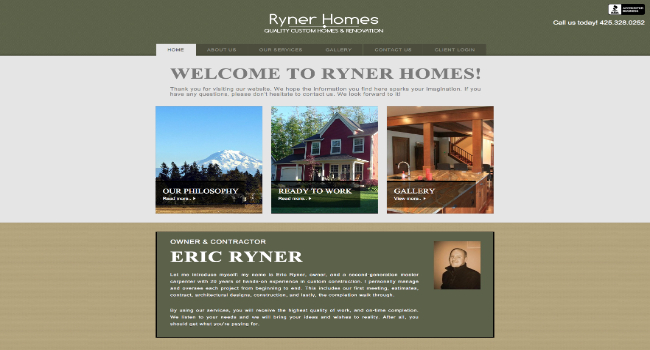 Ryner Homes
QUALITY CUSTOM HOMES & RENOVATION
BBB
ACCREDITED
BUSINESS
Call us today! 425.328.0252
HOME
ABOUT US
OUR SERVICES
GALLERY
CONTACT US
CLIENT LOGIN
WELCOME TO RYNER HOMES!
Thank you for visiting our website. We hope the information you find here sparks your imagination. If you
have any questions, please don't hesitate to contact us. We look forward to it!
OUR PHILOSOPHY
Read more..
READY TO WORK
Read more..
GALLERY
View more..
OWNER & CONTRACTOR
ERIC RYNER
Let me introduce myself! my name is Eric Ryner, owner, and a second generation master
carpenter with 20 years of hands-on experience in custom construction. I personally manage
and oversee each project from beginning to end. This includes our first meeting, estimates,
contract, architectural designs, construction, and lastly, the completion walk through.
By using our services, you will receive the highest quality of work, and on-time completion.
We listen to your needs and we will bring your ideas and wishes to reality. After all, you
should get what you're paying for.